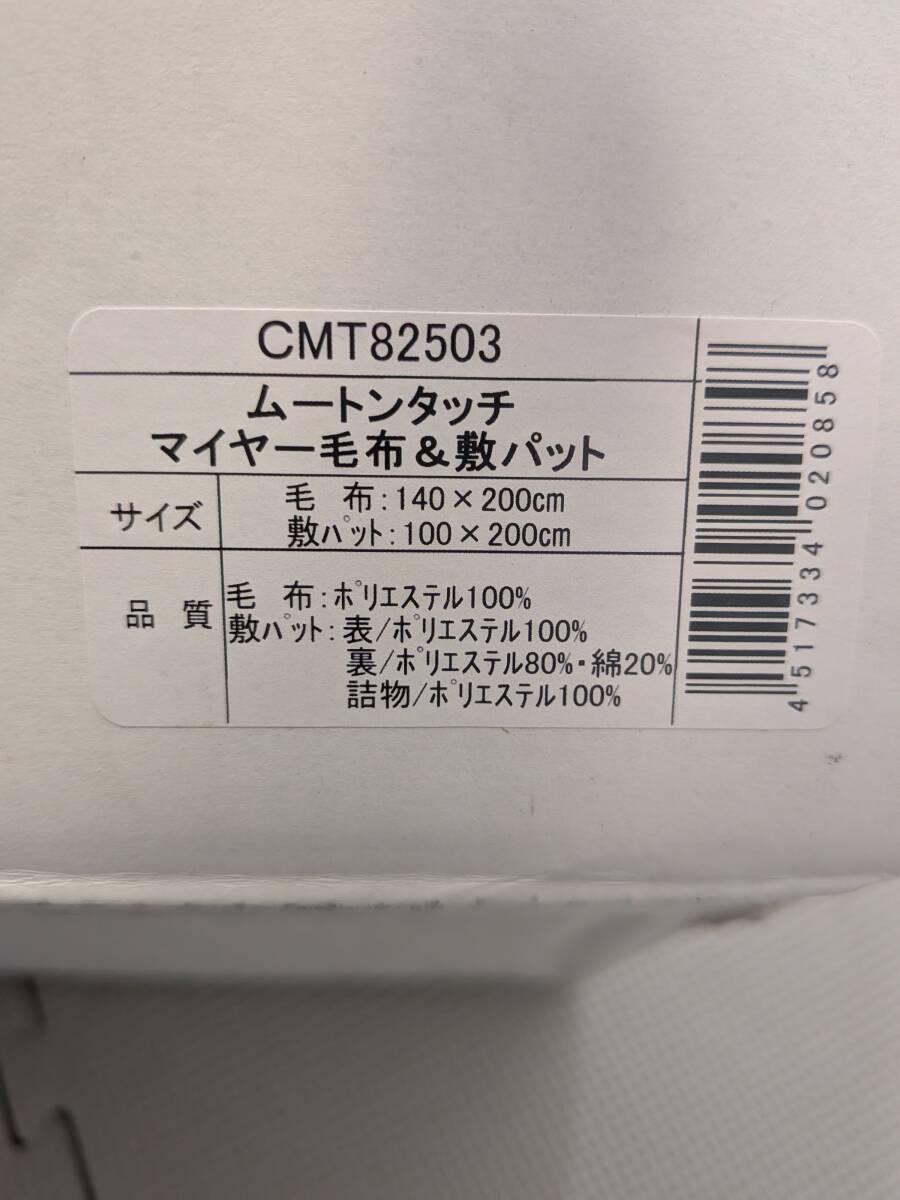 CMT82503
ムートンタッチ
マイヤー毛布＆敷パット
サイズ
毛 布：140×200cm
敷ﾊﾟｯﾄ：100×200cm
品 質
毛 布：ﾎﾟﾘｴｽﾃﾙ100%
敷ﾊﾟｯﾄ：表/ﾎﾟﾘｴｽﾃﾙ100%
裏/ﾎﾟﾘｴｽﾃﾙ80%・綿20%
詰物/ﾎﾟﾘｴｽﾃﾙ100%
4517334020858